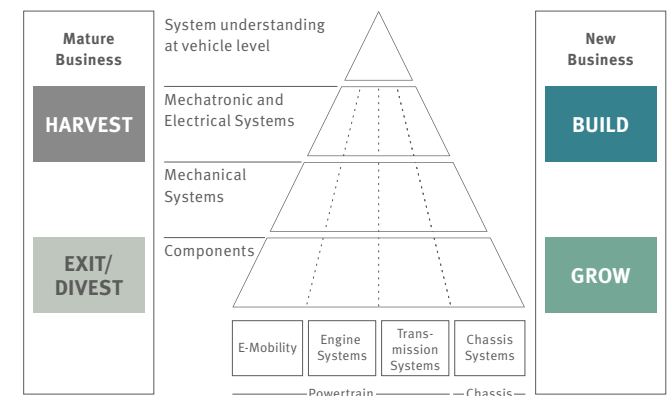 Mature
Business
HARVEST
EXIT/
DIVEST
System understanding
at vehicle level
Mechatronic and
Electrical Systems
Mechanical
Systems
Components
E-Mobility
Engine
Systems
Trans-
mission
Systems
Chassis
Systems
Powertrain
Chassis
New
Business
BUILD
GROW